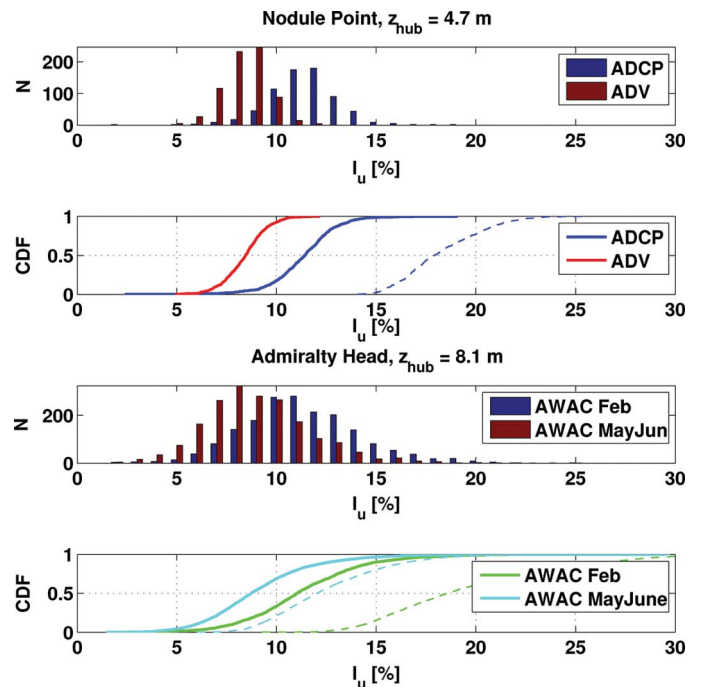 Nodule Point, z_hub = 4.7 m
N
200
100
0
0 5 10 15 20 25 30
I_u [%]
ADCP
ADV
CDF
1
0.5
0
0 5 10 15 20 25 30
I_u [%]
ADCP
ADV
Admiralty Head, z_hub = 8.1 m
N
200
0
0 5 10 15 20 25 30
I_u [%]
AWAC Feb
AWAC MayJun
CDF
1
0.5
0
0 5 10 15 20 25 30
I_u [%]
AWAC Feb
AWAC MayJune